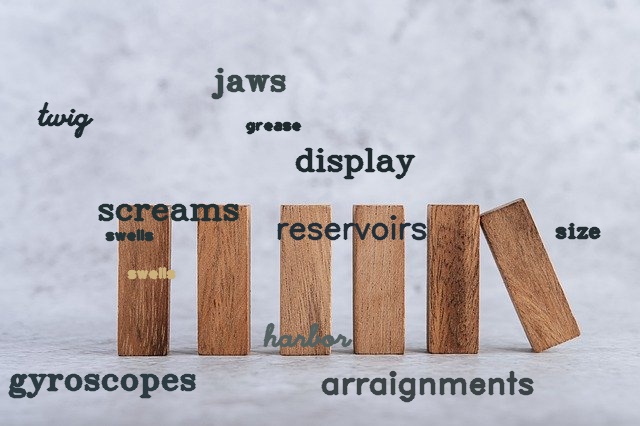 jaws
twig
grease
display
screams
reservoirs
size
swells
swells
harbor
gyroscopes
arraignments